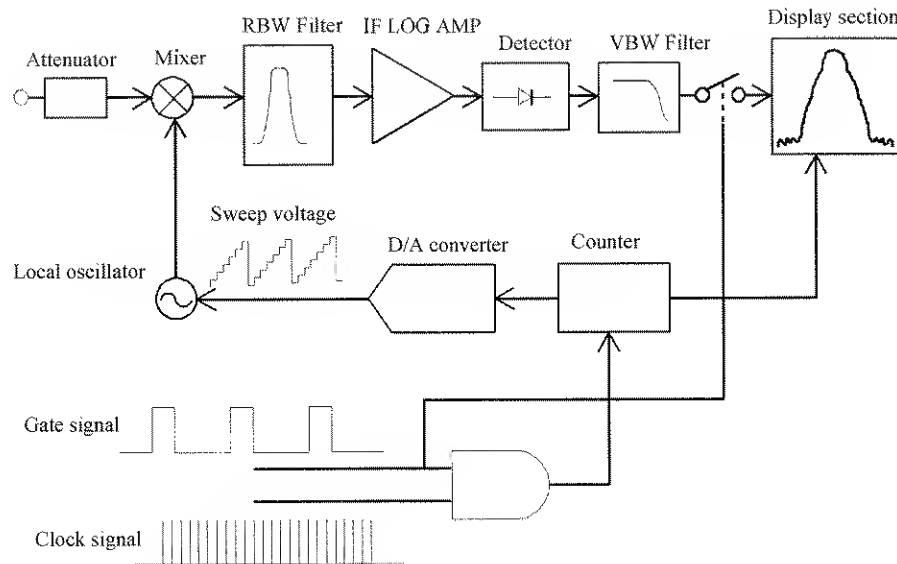 Display section
RBW Filter
IF LOG AMP
Detector
VBW Filter
Attenuator
Mixer
Sweep voltage
D/A converter
Counter
Local oscillator
Gate signal
Clock signal